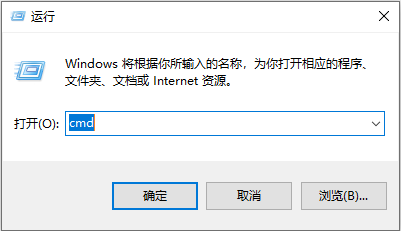 运行
Windows 将根据你所输入的名称，为你打开相应的程序、
文件夹、文档或 Internet 资源。
打开(O): cmd
确定 取消 浏览(B)...